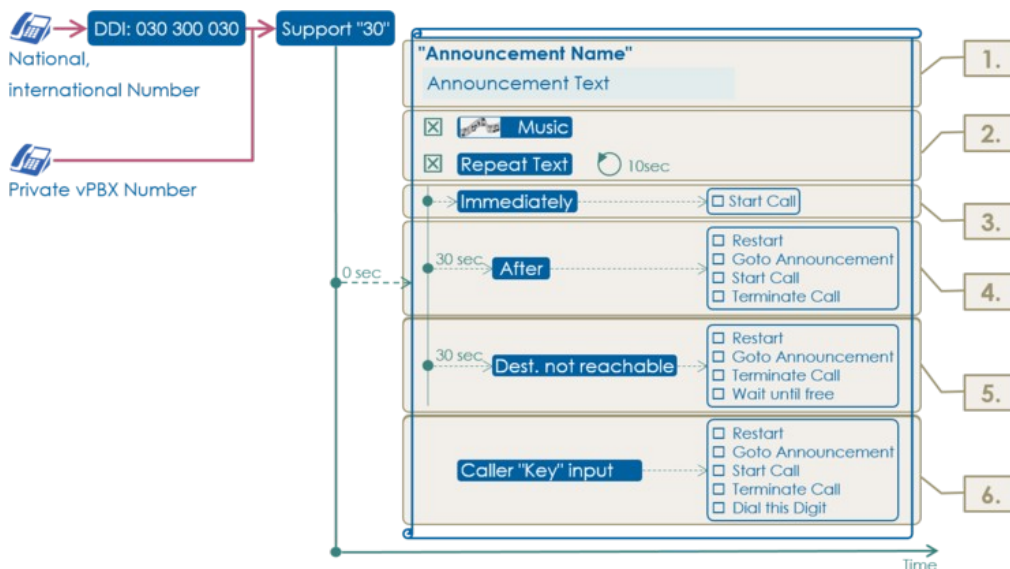 DDI: 030 300 030
Support "30"
National,
international Number
Private vPBX Number
"Announcement Name"
Announcement Text
1.
Music
Repeat Text
10sec
2.
Immediately
Start Call
3.
0 sec
30 sec
After
Restart
Goto Announcement
Start Call
Terminate Call
4.
30 sec
Dest. not reachable
Restart
Goto Announcement
Terminate Call
Wait until free
5.
Caller "Key" input
Restart
Goto Announcement
Start Call
Terminate Call
Dial this Digit
6.
Time